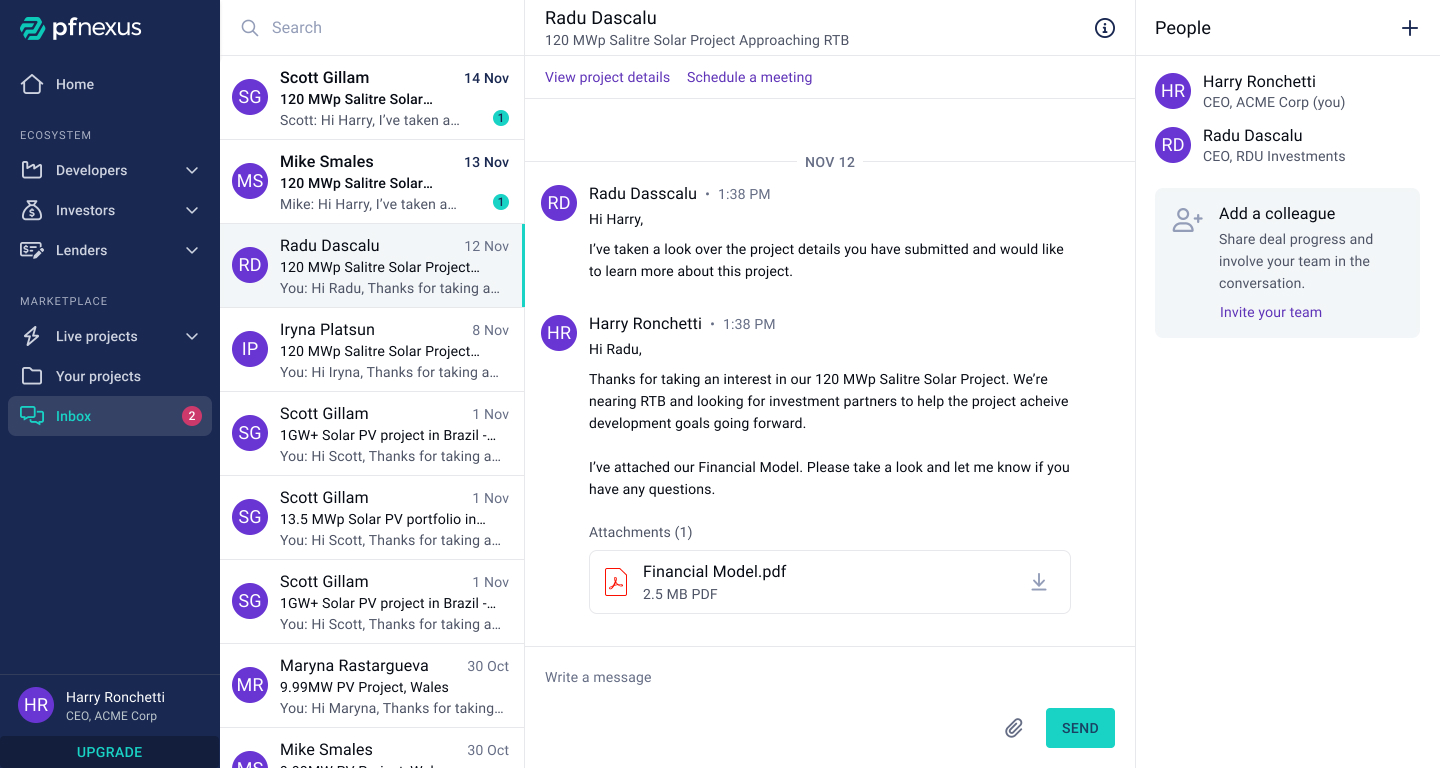 pfnexus
Home
ECOSYSTEM
Developers
Investors
Lenders
MARKETPLACE
Live projects
Your projects
Inbox 2
HR
Harry Ronchetti
CEO, ACME Corp
UPGRADE
Search
SG
Scott Gillam 14 Nov
120 MWp Salitre Solar...
Scott: Hi Harry, I've taken a... 1
MS
Mike Smales 13 Nov
120 MWp Salitre Solar...
Mike: Hi Harry, I've taken a... 1
RD
Radu Dascalu 12 Nov
120 MWp Salitre Solar Project...
You: Hi Radu, Thanks for taking a...
IP
Iryna Platsun 8 Nov
120 MWp Salitre Solar Project...
You: Hi Iryna, Thanks for taking a...
SG
Scott Gillam 1 Nov
1GW+ Solar PV project in Brazil -...
You: Hi Scott, Thanks for taking a...
SG
Scott Gillam 1 Nov
13.5 MWp Solar PV portfolio in...
You: Hi Scott, Thanks for taking a...
SG
Scott Gillam 1 Nov
1GW+ Solar PV project in Brazil -...
You: Hi Scott, Thanks for taking a...
MR
Maryna Rastargueva 30 Oct
9.99MW PV Project, Wales
You: Hi Maryna, Thanks for taking...
MS
Mike Smales 30 Oct
9.99MW PV Project, Wales
Radu Dascalu
120 MWp Salitre Solar Project Approaching RTB
View project details Schedule a meeting
NOV 12
RD
Radu Dasscalu • 1:38 PM
Hi Harry,
I've taken a look over the project details you have submitted and would like
to learn more about this project.
HR
Harry Ronchetti • 1:38 PM
Hi Radu,
Thanks for taking an interest in our 120 MWp Salitre Solar Project. We're
nearing RTB and looking for investment partners to help the project acheive
development goals going forward.
I've attached our Financial Model. Please take a look and let me know if you
have any questions.
Attachments (1)
Financial Model.pdf
2.5 MB PDF
Write a message
SEND
People
HR
Harry Ronchetti
CEO, ACME Corp (you)
RD
Radu Dascalu
CEO, RDU Investments
Add a colleague
Share deal progress and
involve your team in the
conversation.
Invite your team